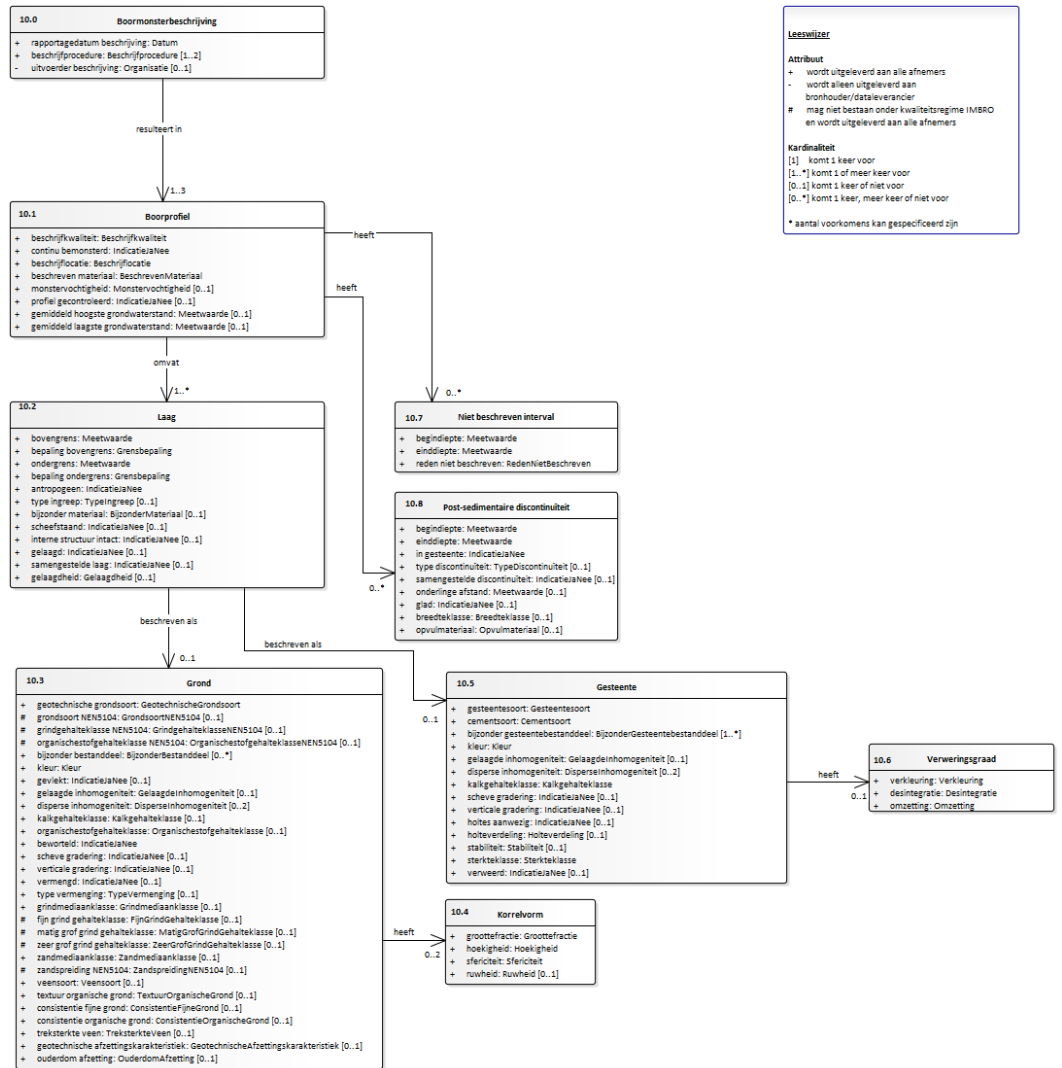 10.0 Boormonsterbeschrijving
+ rapportagedatum beschrijving: Datum
+ beschrijfprocedure: Beschrijfprocedure [1..2]
- uitvoerder beschrijving: Organisatie [0..1]
resulteert in
1..3
Leeswijzer
Attribuut
+ wordt uitgeleverd aan alle afnemers
- wordt alleen uitgeleverd aan
bronhouder/dataleverancier
# mag niet bestaan onder kwaliteitsregime IMBRO
en wordt uitgeleverd aan alle afnemers
Kardinaliteit
[1] komt 1 keer voor
[1..*] komt 1 of meer keer voor
[0..1] komt 1 keer of niet voor
[0..*] komt 1 keer, meer keer of niet voor
* aantal voorkomens kan gespecificeerd zijn
10.1 Boorprofiel
+ beschrijfkwaliteit: Beschrijfkwaliteit
+ continu bemonsterd: IndicatieJaNee
+ beschrijflocatie: Beschrijflocatie
+ beschreven materiaal: BeschrevenMateriaal
+ monstervochtigheid: Monstervochtigheid [0..1]
+ profiel gecontroleerd: IndicatieJaNee [0..1]
+ gemiddeld hoogste grondwaterstand: Meetwaarde [0..1]
+ gemiddeld laagste grondwaterstand: Meetwaarde [0..1]
heeft
heeft
omvat
1..*
0..*
10.2 Laag
+ bovengrens: Meetwaarde
+ bepaling bovengrens: Grensbepaling
+ ondergrens: Meetwaarde
+ bepaling ondergrens: Grensbepaling
+ antropogeen: IndicatieJaNee
+ type ingreep: TypeIngreep [0..1]
+ bijzonder materiaal: BijzonderMateriaal [0..1]
+ scheefstaand: IndicatieJaNee [0..1]
+ interne structuur intact: IndicatieJaNee [0..1]
+ gelaagd: IndicatieJaNee [0..1]
+ samengestelde laag: IndicatieJaNee [0..1]
+ gelaagdheid: Gelaagdheid [0..1]
10.7 Niet beschreven interval
+ begindiepte: Meetwaarde
+ einddiepte: Meetwaarde
+ reden niet beschreven: RedenNietBeschreven
10.8 Post-sedimentaire discontinuïteit
+ begindiepte: Meetwaarde
+ einddiepte: Meetwaarde
+ in gesteente: IndicatieJaNee
+ type discontinuïteit: TypeDiscontinuïteit [0..1]
+ samengestelde discontinuïteit: IndicatieJaNee [0..1]
+ onderlinge afstand: Meetwaarde [0..1]
+ glad: IndicatieJaNee [0..1]
+ breedteklasse: Breedteklasse [0..1]
+ opvulmateriaal: Opvulmateriaal [0..1]
0..*
beschreven als
0..1
beschreven als
0..1
10.3 Grond
+ geotechnische grondsoort: GeotechnischeGrondsoort
# grondsoort NEN5104: GrondsoortNEN5104 [0..1]
# grindgehalteklasse NEN5104: GrindgehalteklasseNEN5104 [0..1]
# organischestofgehalteklasse NEN5104: OrganischestofgehalteklasseNEN5104 [0..1]
+ bijzonder bestanddeel: BijzonderBestanddeel [0..*]
+ kleur: Kleur
+ gevlekt: IndicatieJaNee [0..1]
+ gelaagde inhomogeniteit: GelaagdeInhomogeniteit [0..1]
+ disperse inhomogeniteit: DisperseInhomogeniteit [0..2]
+ kalkgehalteklasse: Kalkgehalteklasse [0..1]
+ organischestofgehalteklasse: Organischestofgehalteklasse [0..1]
+ beworteld: IndicatieJaNee
+ scheve gradering: IndicatieJaNee [0..1]
+ verticale gradering: IndicatieJaNee [0..1]
+ vermengd: IndicatieJaNee [0..1]
+ type vermenging: TypeVermenging [0..1]
+ grindmediaanklasse: Grindmediaanklasse [0..1]
# fijn grind gehalteklasse: FijnGrindGehalteklasse [0..1]
# matig grof grind gehalteklasse: MatigGrofGrindGehalteklasse [0..1]
# zeer grof grind gehalteklasse: ZeerGrofGrindGehalteklasse [0..1]
+ zandmediaanklasse: Zandmediaanklasse [0..1]
# zandspreiding NEN5104: ZandspreidingNEN5104 [0..1]
+ veensoort: Veensoort [0..1]
+ textuur organische grond: TextuurOrganischeGrond [0..1]
+ consistentie fijne grond: ConsistentieFijneGrond [0..1]
+ consistentie organische grond: ConsistentieOrganischeGrond [0..1]
+ treksterkte veen: TreksterkteVeen [0..1]
+ geotechnische afzettingskarakteristiek: GeotechnischeAfzettingskarakteristiek [0..1]
+ ouderdom afzetting: OuderdomAfzetting [0..1]
10.5 Gesteente
+ gesteentesoort: Gesteentesoort
+ cementsoort: Cementsoort
+ bijzonder gesteentebestanddeel: BijzonderGesteentebestanddeel [1..*]
+ kleur: Kleur
+ gelaagde inhomogeniteit: GelaagdeInhomogeniteit [0..1]
+ disperse inhomogeniteit: DisperseInhomogeniteit [0..2]
+ kalkgehalteklasse: Kalkgehalteklasse
+ scheve gradering: IndicatieJaNee [0..1]
+ verticale gradering: IndicatieJaNee [0..1]
+ holtes aanwezig: IndicatieJaNee [0..1]
+ holteverdeling: Holteverdeling [0..1]
+ stabiliteit: Stabiliteit [0..1]
+ sterkteklasse: Sterkteklasse
+ verweerd: IndicatieJaNee [0..1]
heeft
0..1
10.6 Verweringsgraad
+ verkleuring: Verkleuring
+ desintegratie: Desintegratie
+ omzetting: Omzetting
heeft
0..2
10.4 Korrelvorm
+ groottefractie: Groottefractie
+ hoekigheid: Hoekigheid
+ sfericiteit: Sfericiteit
+ ruwheid: Ruwheid [0..1]